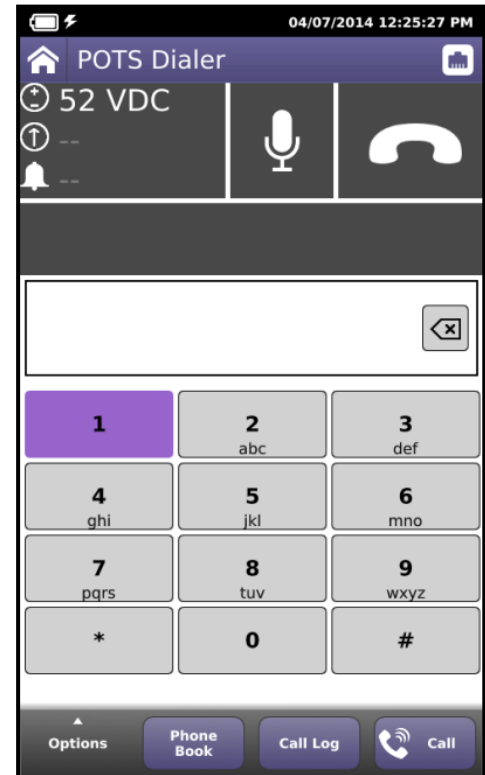 04/07/2014 12:25:27 PM
POTS Dialer
52 VDC
--
--
1 2 3
abc def
4 5 6
ghi jkl mno
7 8 9
pqrs tuv wxyz
* 0 #
Options Phone Book Call Log Call